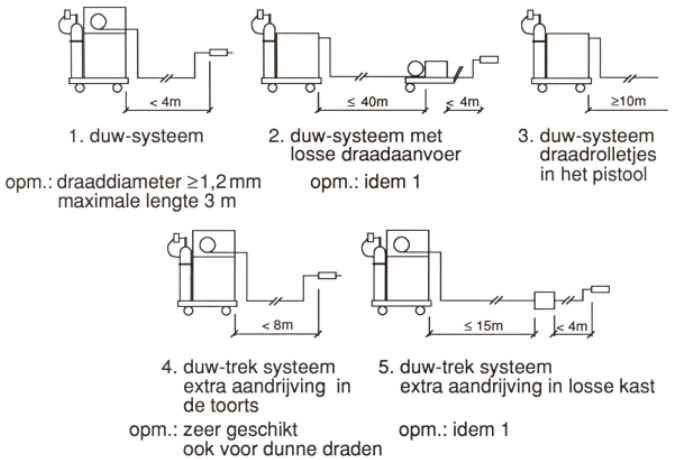 < 4m
≤ 40m
< 4m
≥10m
1. duw-systeem
opm.: draaddiameter ≥1,2 mm
maximale lengte 3 m
2. duw-systeem met
losse draadaanvoer
opm.: idem 1
3. duw-systeem
draadrolletjes
in het pistool
< 8m
≤ 15m
< 4m
4. duw-trek systeem
extra aandrijving in
de toorts
opm.: zeer geschikt
ook voor dunne draden
5. duw-trek systeem
extra aandrijving in losse kast
opm.: idem 1